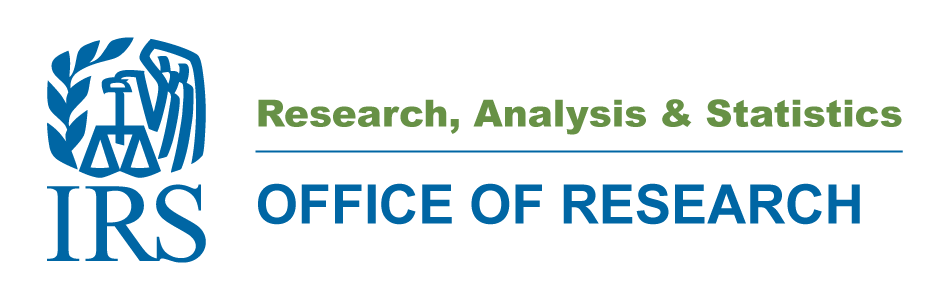 Research, Analysis & Statistics
OFFICE OF RESEARCH
IRS